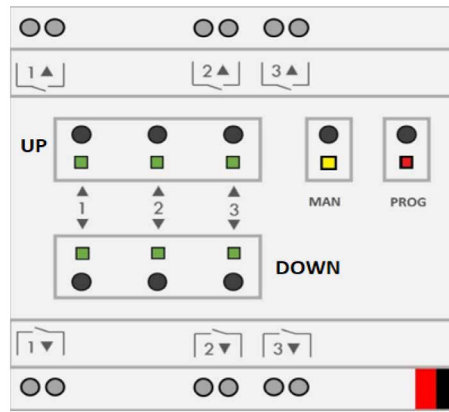 1▲ 2▲ 3▲
UP
▲ ▲ ▲
1 2 3
▼ ▼ ▼
MAN PROG
DOWN
1▼ 2▼ 3▼